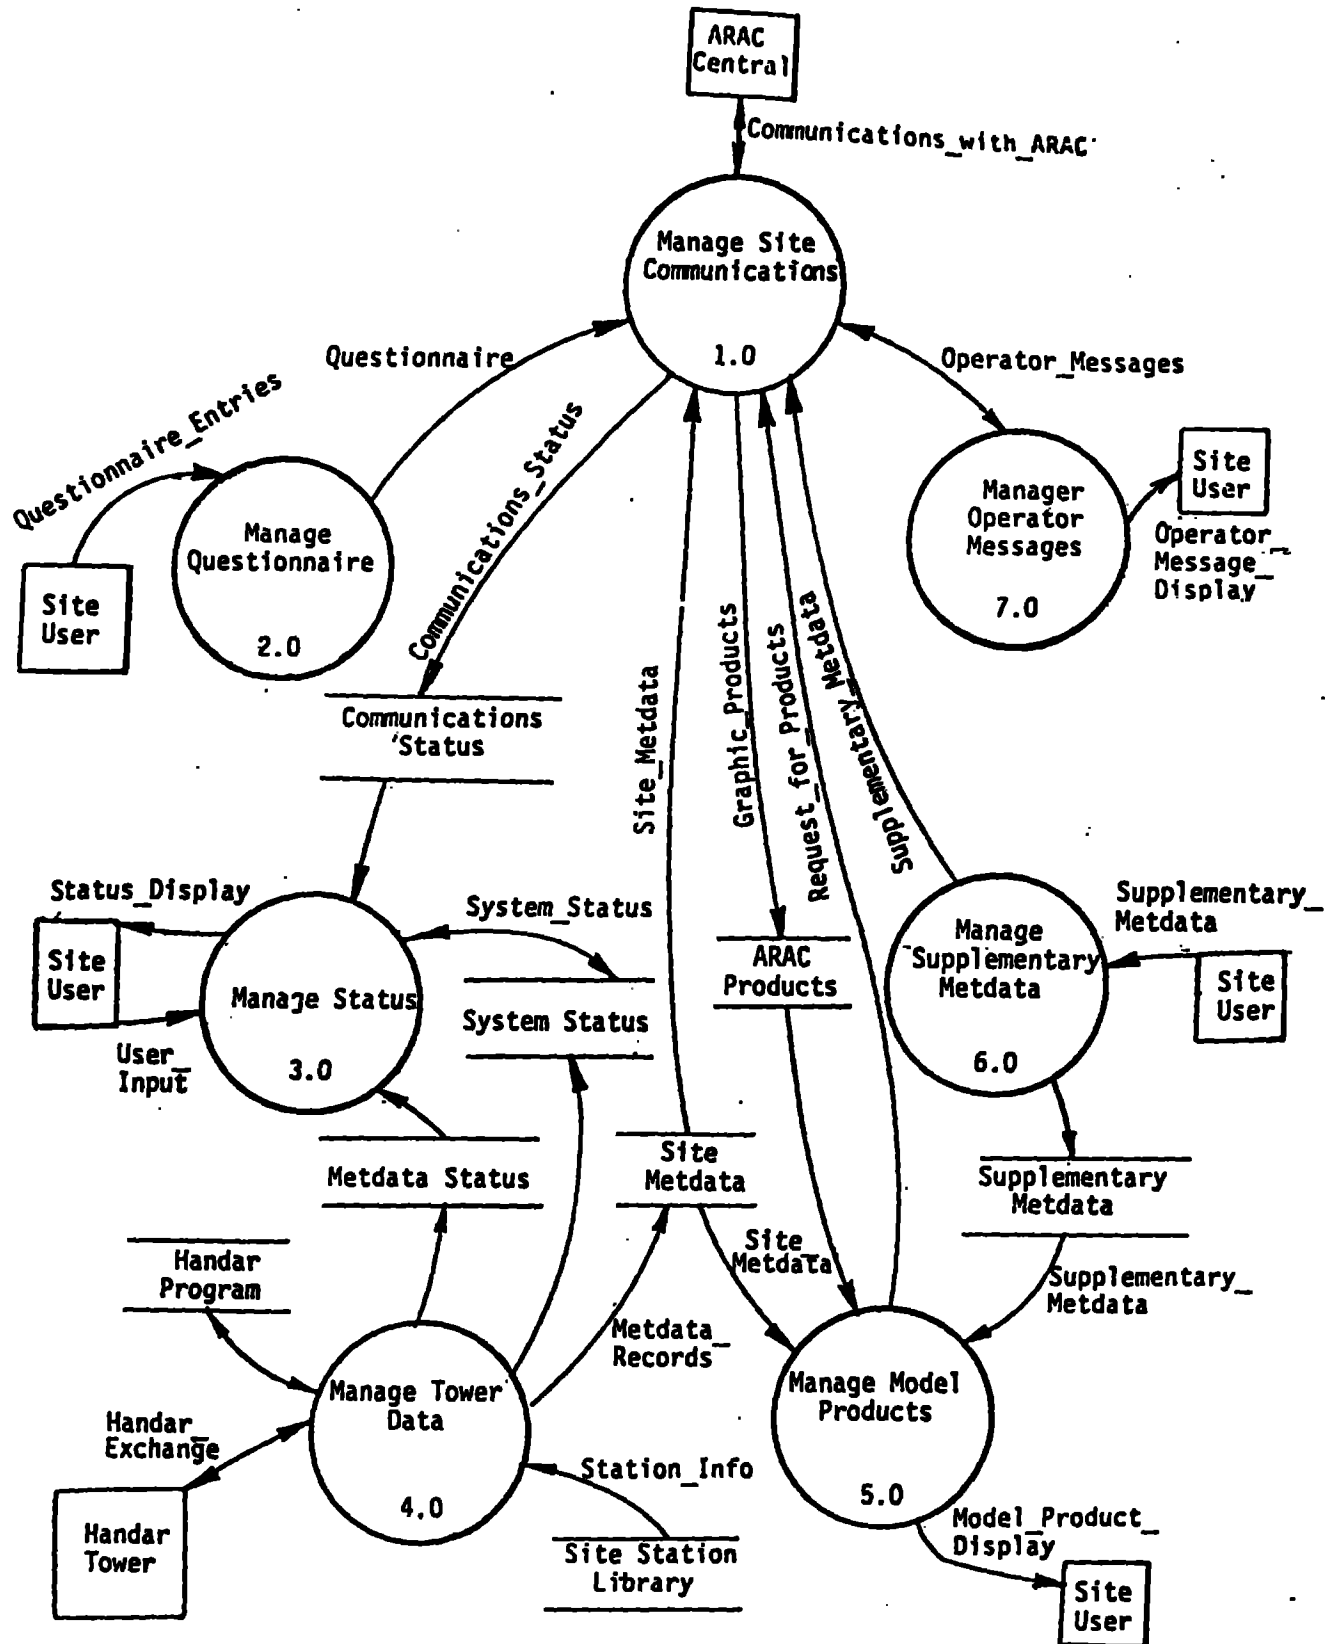 ARAC
Central
Communications_with_ARAC
Manage Site
Communications
1.0
Questionnaire
Operator_Messages
Questionnaire_Entries
Communications_Status
Manage
Questionnaire
2.0
Site
User
Manager
Operator
Messages
7.0
Site
User
Operator_
Message_
Display
Communications
Status
Site_Metdata
Graphic_Products
Request_for_Products
Supplementary_Metdata
Status_Display
Site
User
User_
Input
Manage Status
3.0
System_Status
System Status
ARAC
Products
Manage
Supplementary
Metdata
6.0
Supplementary_
Metdata
Site
User
Metdata Status
Site
Metdata
Supplementary
Metdata
Handar
Program
Site_
Metdata
Supplementary_
Metdata
Metdata_
Records
Manage Tower
Data
4.0
Manage Model
Products
5.0
Handar_
Exchange
Handar
Tower
Station_Info
Site Station
Library
Model_Product_
Display
Site
User